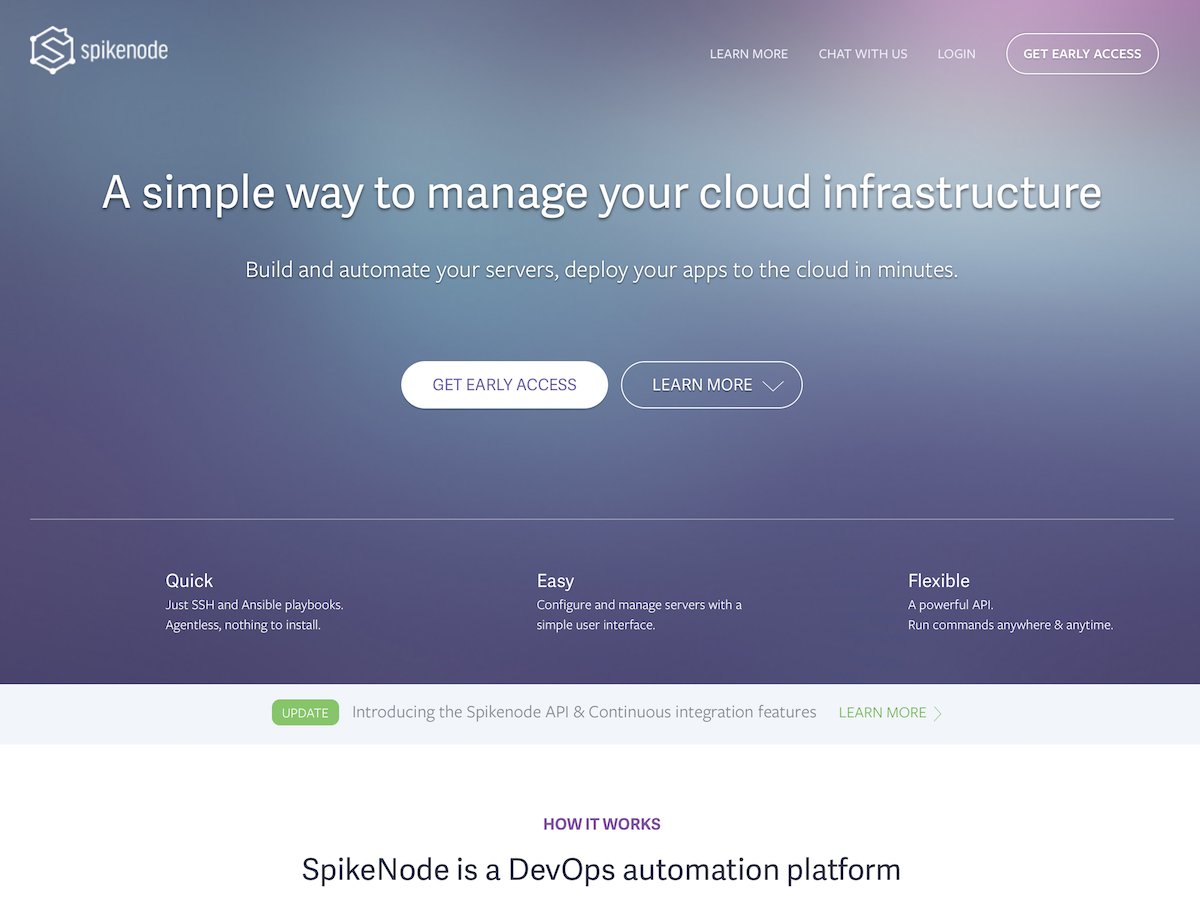 spikenode
LEARN MORE
CHAT WITH US
LOGIN
GET EARLY ACCESS
A simple way to manage your cloud infrastructure
Build and automate your servers, deploy your apps to the cloud in minutes.
GET EARLY ACCESS
LEARN MORE
Quick
Just SSH and Ansible playbooks.
Agentless, nothing to install.
Easy
Configure and manage servers with a
simple user interface.
Flexible
A powerful API.
Run commands anywhere & anytime.
UPDATE
Introducing the Spikenode API & Continuous integration features
LEARN MORE
HOW IT WORKS
SpikeNode is a DevOps automation platform